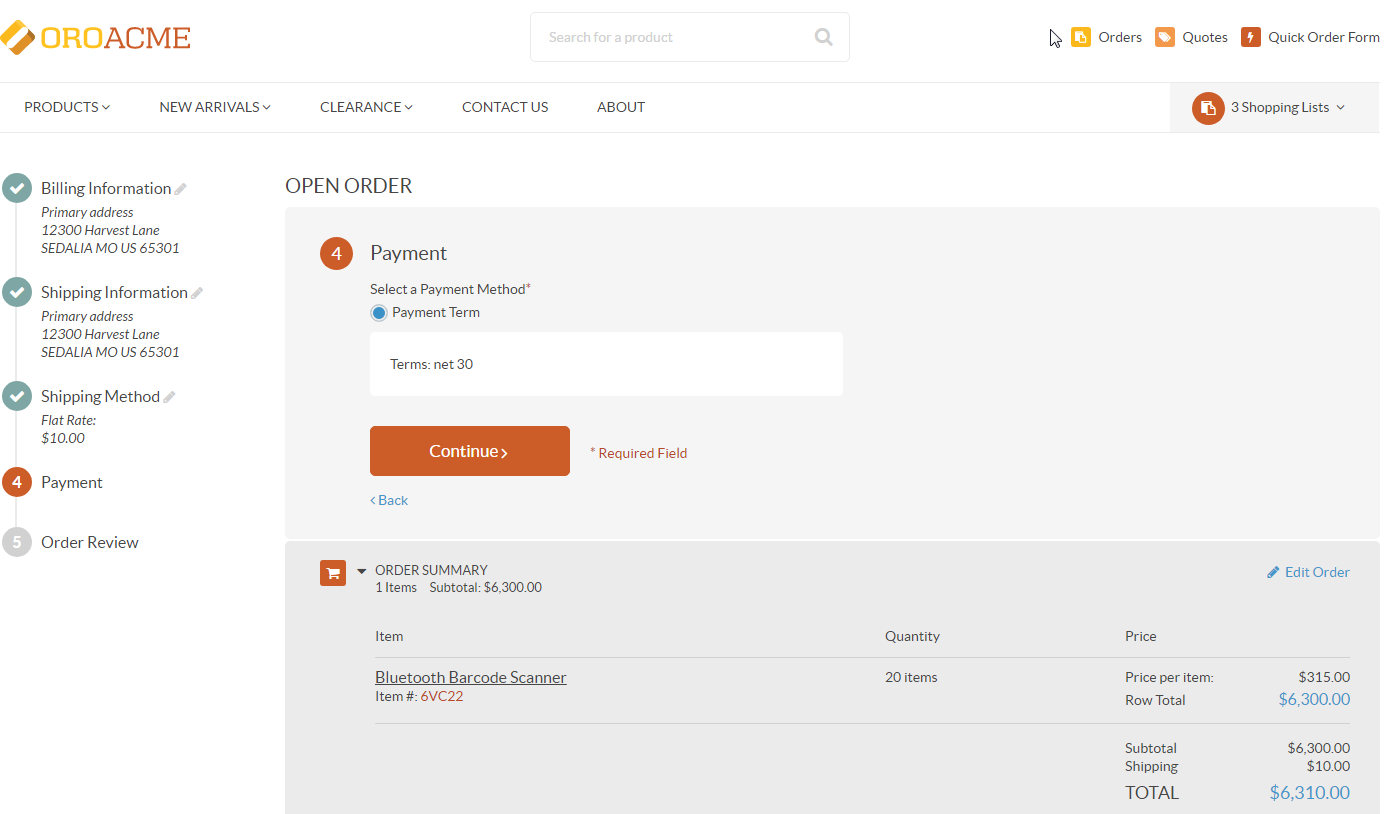 OROACME
Search for a product
Orders
Quotes
Quick Order Form
PRODUCTS
NEW ARRIVALS
CLEARANCE
CONTACT US
ABOUT
3 Shopping Lists
Billing Information
Primary address
12300 Harvest Lane
SEDALIA MO US 65301
Shipping Information
Primary address
12300 Harvest Lane
SEDALIA MO US 65301
Shipping Method
Flat Rate:
$10.00
4 Payment
5 Order Review
OPEN ORDER
4 Payment
Select a Payment Method*
Payment Term
Terms: net 30
Continue ›
* Required Field
‹ Back
ORDER SUMMARY
1 Items Subtotal: $6,300.00
Edit Order
Item Quantity Price
Bluetooth Barcode Scanner 20 items Price per item: $315.00
Item #: 6VC22 Row Total $6,300.00
Subtotal $6,300.00
Shipping $10.00
TOTAL $6,310.00